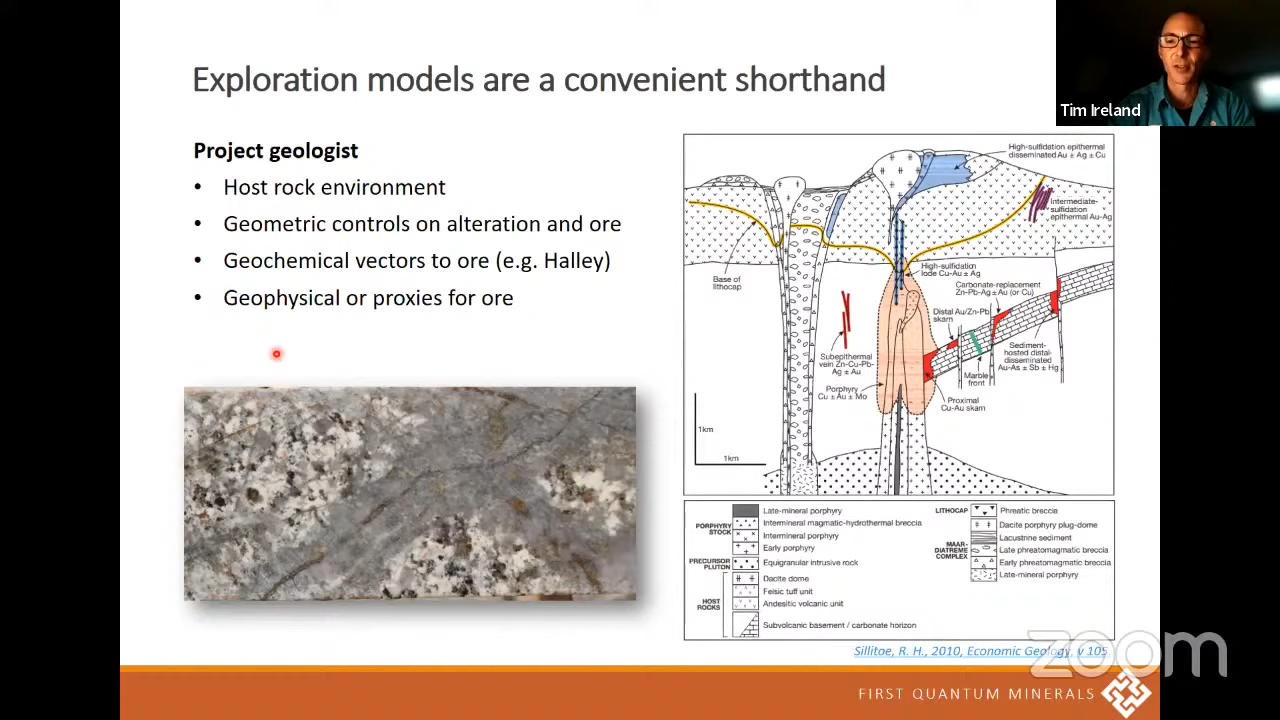 Exploration models are a convenient shorthand
Tim Ireland
Project geologist
• Host rock environment
• Geometric controls on alteration and ore
• Geochemical vectors to ore (e.g. Halley)
• Geophysical or proxies for ore
High-sulfidation epithermal
disseminated Au ± Ag ± Cu
Intermediate-
sulfidation
epithermal Au-Ag
Base of
lithocap
High-sulfidation
lode Cu-Au ± Ag
Carbonate-replacement
Zn-Pb-Ag ± Au (or Cu)
Distal Au/Zn-Pb
skarn
Subepithermal
vein Zn-Cu-Pb-
Ag ± Au
Sediment-
hosted distal-
disseminated
Au-As ± Sb ± Hg
Marble
front
Porphyry
Cu ± Au ± Mo
Proximal
Cu-Au skarn
1km
1km
PORPHYRY
STOCK
Late-mineral porphyry
Intermineral magmatic-hydrothermal breccia
Intermineral porphyry
Early porphyry
PRECURSOR
PLUTON
Equigranular intrusive rock
HOST
ROCKS
Dacite dome
Felsic tuff unit
Andesitic volcanic unit
Subvolcanic basement / carbonate horizon
LITHOCAP
Phreatic breccia
MAAR-
DIATREME
COMPLEX
Dacite porphyry plug-dome
Lacustrine sediment
Late phreatomagmatic breccia
Early phreatomagmatic breccia
Late-mineral porphyry
Sillitoe, R. H., 2010, Economic Geology, v 105
zoom
FIRST QUANTUM MINERALS